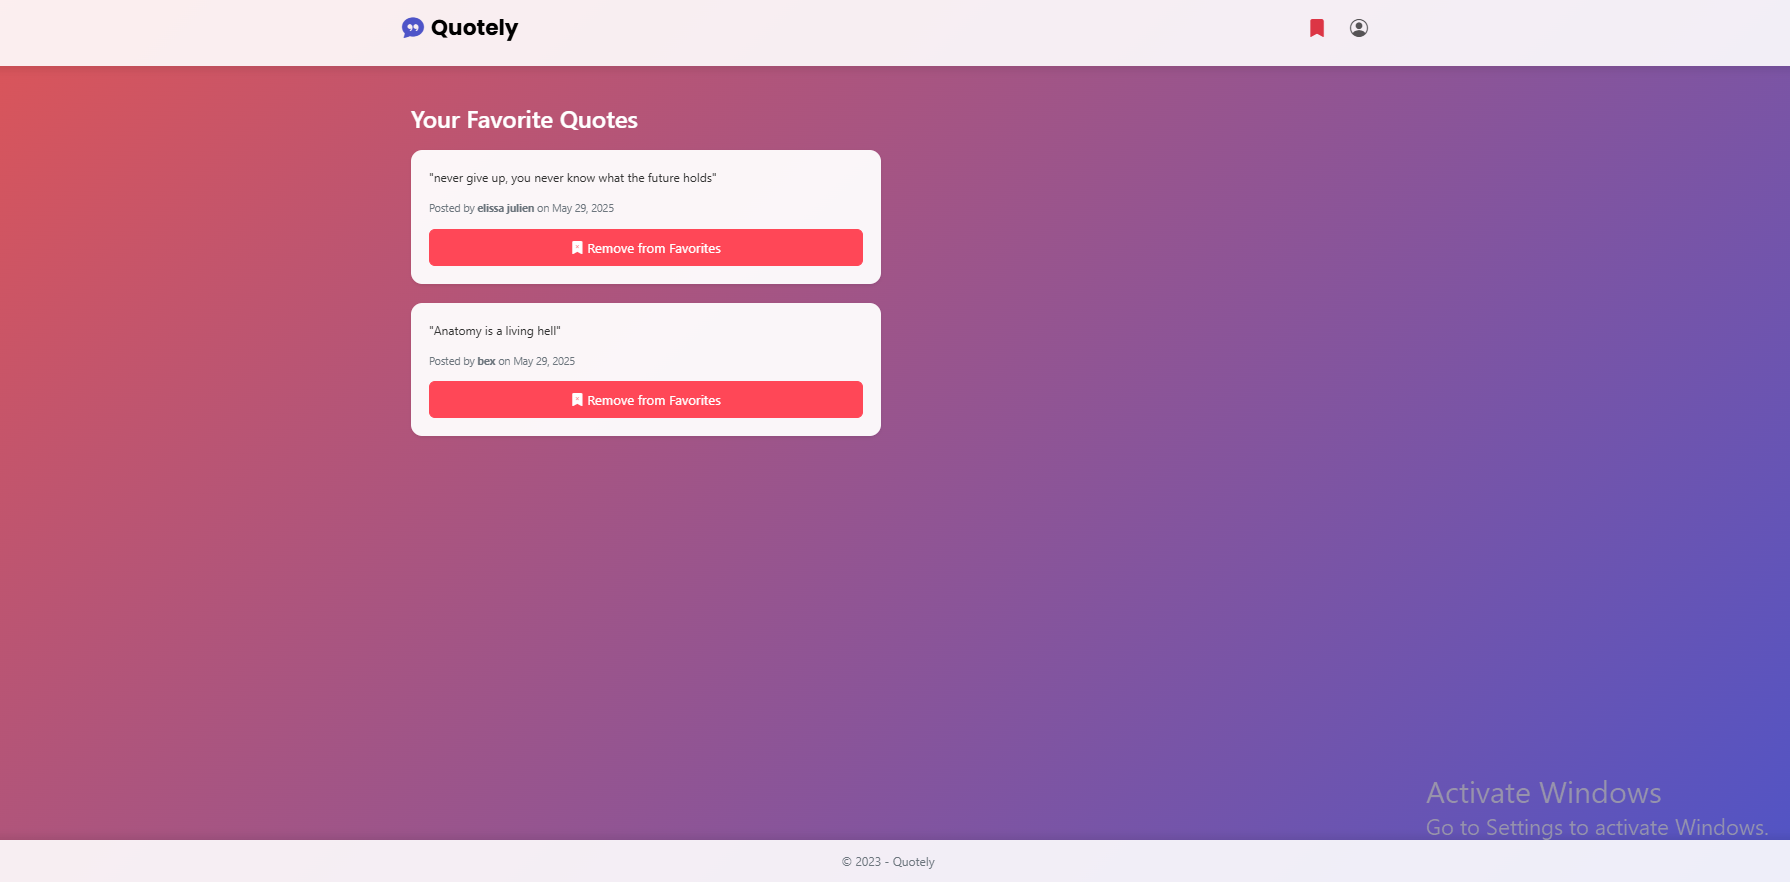 Quotely
Your Favorite Quotes
"never give up, you never know what the future holds"
Posted by elissa julien on May 29, 2025
Remove from Favorites
"Anatomy is a living hell"
Posted by bex on May 29, 2025
Remove from Favorites
Activate Windows
Go to Settings to activate Windows.
© 2023 - Quotely